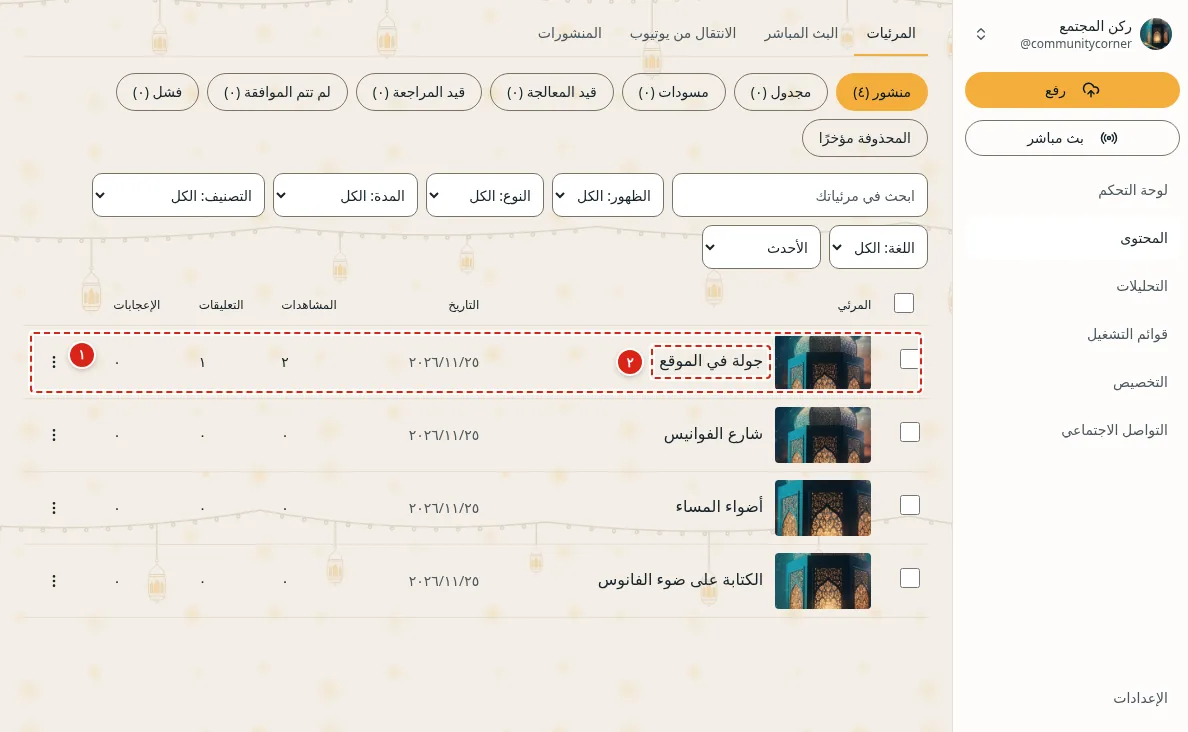 ركن المجتمع
@communitycorner
رفع
بث مباشر
لوحة التحكم
المحتوى
التحليلات
قوائم التشغيل
التخصيص
التواصل الاجتماعي
الإعدادات
المرئيات البث المباشر الانتقال من يوتيوب المنشورات
منشور (٤) مجدول (٠) مسودات (٠) قيد المعالجة (٠) قيد المراجعة (٠) لم تتم الموافقة (٠) فشل (٠)
المحذوفة مؤخرًا
ابحث في مرئياتك الظهور: الكل النوع: الكل المدة: الكل التصنيف: الكل
اللغة: الكل الأحدث
المرئي التاريخ المشاهدات التعليقات الإعجابات
جولة في الموقع ٢ ٢٠٢٦/١١/٢٥ ٢ ١ ٠ ١
شارع الفوانيس ٢٠٢٦/١١/٢٥ ٠ ٠ ٠
أضواء المساء ٢٠٢٦/١١/٢٥ ٠ ٠ ٠
الكتابة على ضوء الفانوس ٢٠٢٦/١١/٢٥ ٠ ٠ ٠